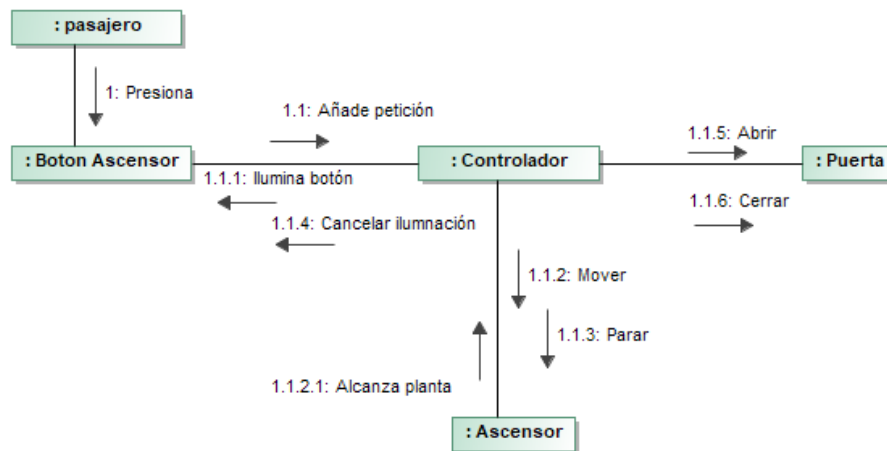 : pasajero
1: Presiona
1.1: Añade petición
: Boton Ascensor
: Controlador
1.1.5: Abrir
: Puerta
1.1.1: Ilumina botón
1.1.6: Cerrar
1.1.4: Cancelar ilumnación
1.1.2: Mover
1.1.3: Parar
1.1.2.1: Alcanza planta
: Ascensor